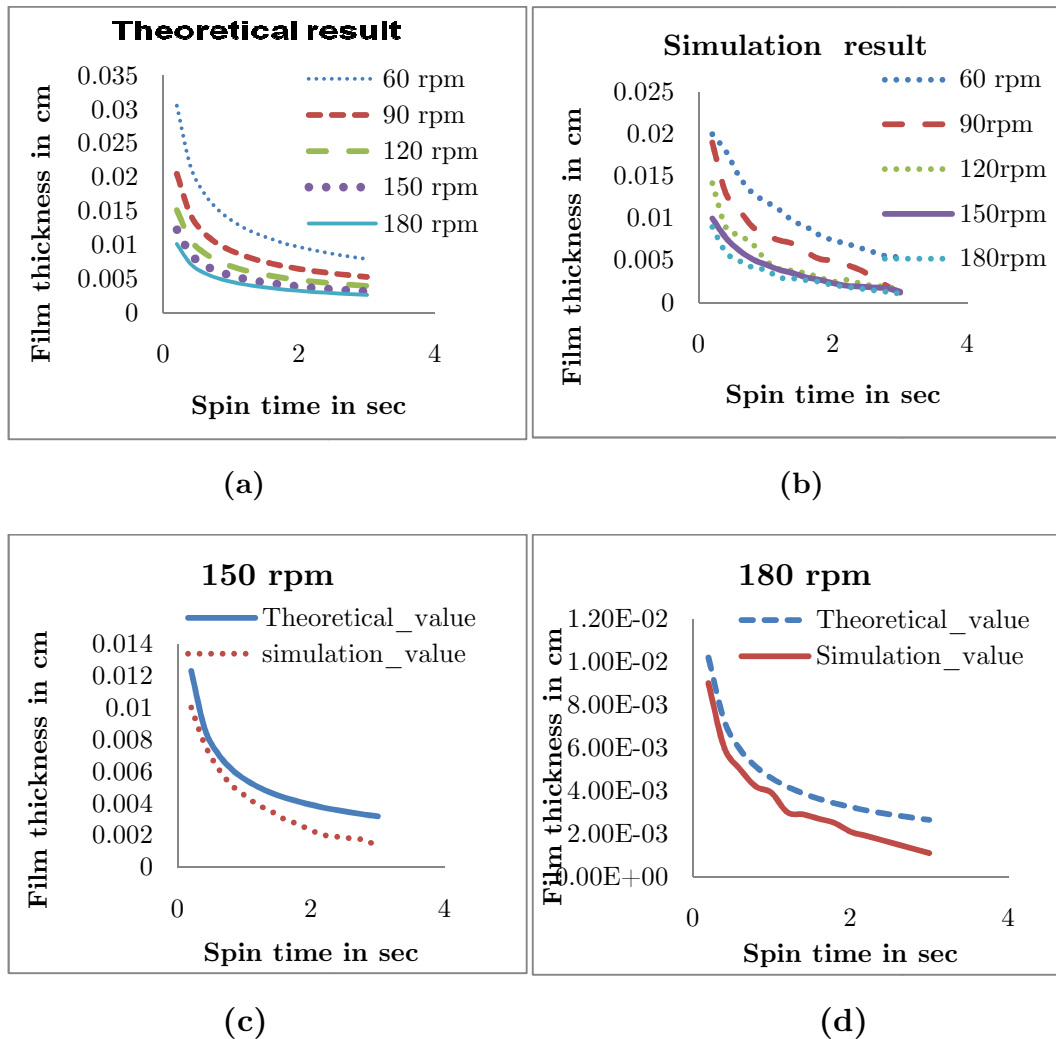 Theoretical result
60 rpm
90 rpm
120 rpm
150 rpm
180 rpm
0.035
0.03
0.025
0.02
0.015
0.01
0.005
0
0 2 4
Film thickness in cm
Spin time in sec
(a)
Simulation result
60 rpm
90rpm
120rpm
150rpm
180rpm
0.025
0.02
0.015
0.01
0.005
0
0 2 4
Film thickness in cm
Spin time in sec
(b)
150 rpm
Theoretical_value
simulation_value
0.014
0.012
0.01
0.008
0.006
0.004
0.002
0
0 2 4
Film thickness in cm
Spin time in sec
(c)
180 rpm
Theoretical_value
Simulation_value
1.20E-02
1.00E-02
8.00E-03
6.00E-03
4.00E-03
2.00E-03
0.00E+00
0 2 4
Film thickness in cm
Spin time in sec
(d)